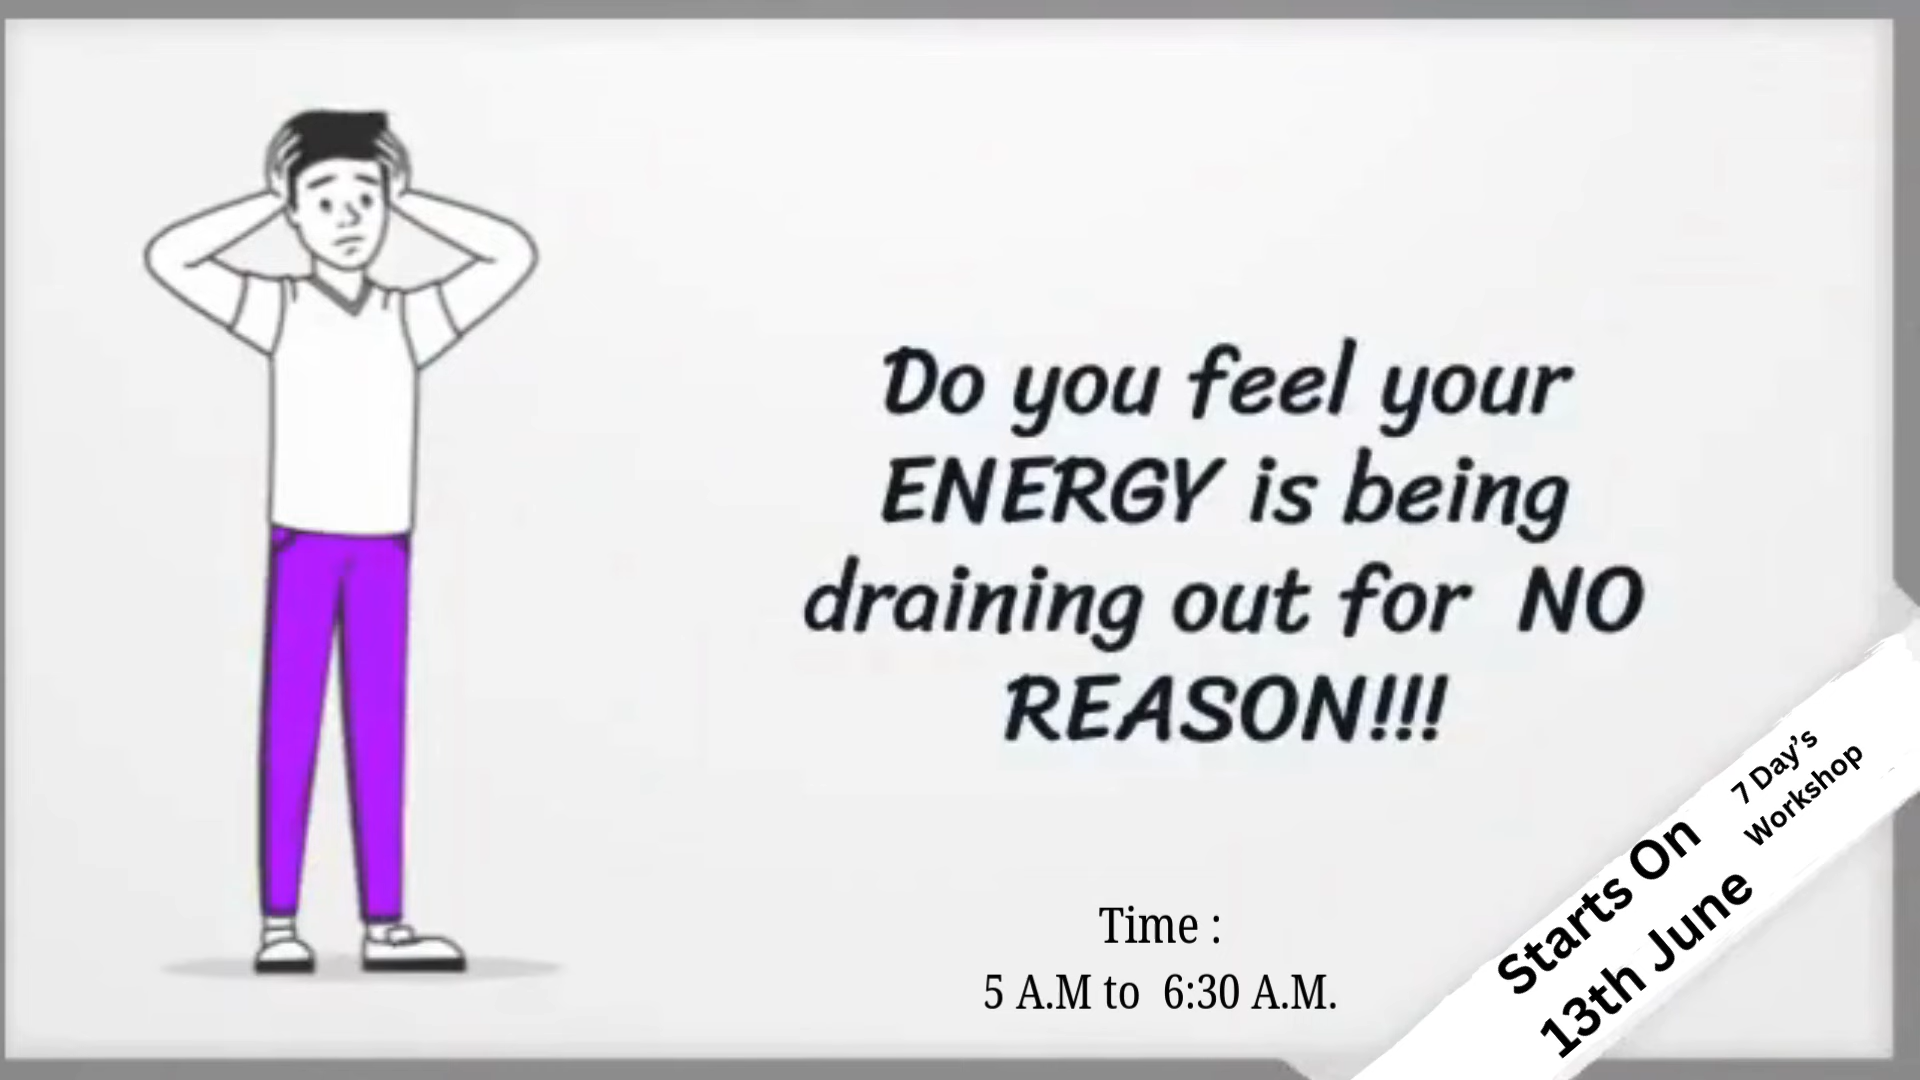 Do you feel your
ENERGY is being
draining out for NO
REASON!!!
Time :
5 A.M to 6:30 A.M.
Starts On
13th June
7 Day's
Workshop